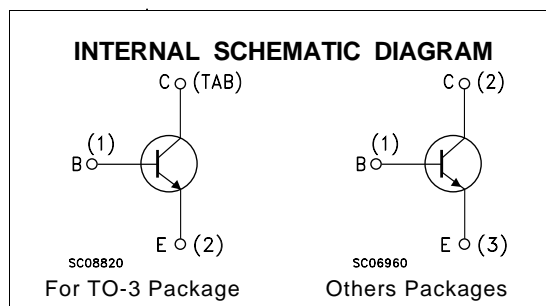 INTERNAL SCHEMATIC DIAGRAM
C (TAB)
C (2)
(1)
(1)
B
B
E (2)
E (3)
SC08820
SC06960
For TO-3 Package
Others Packages